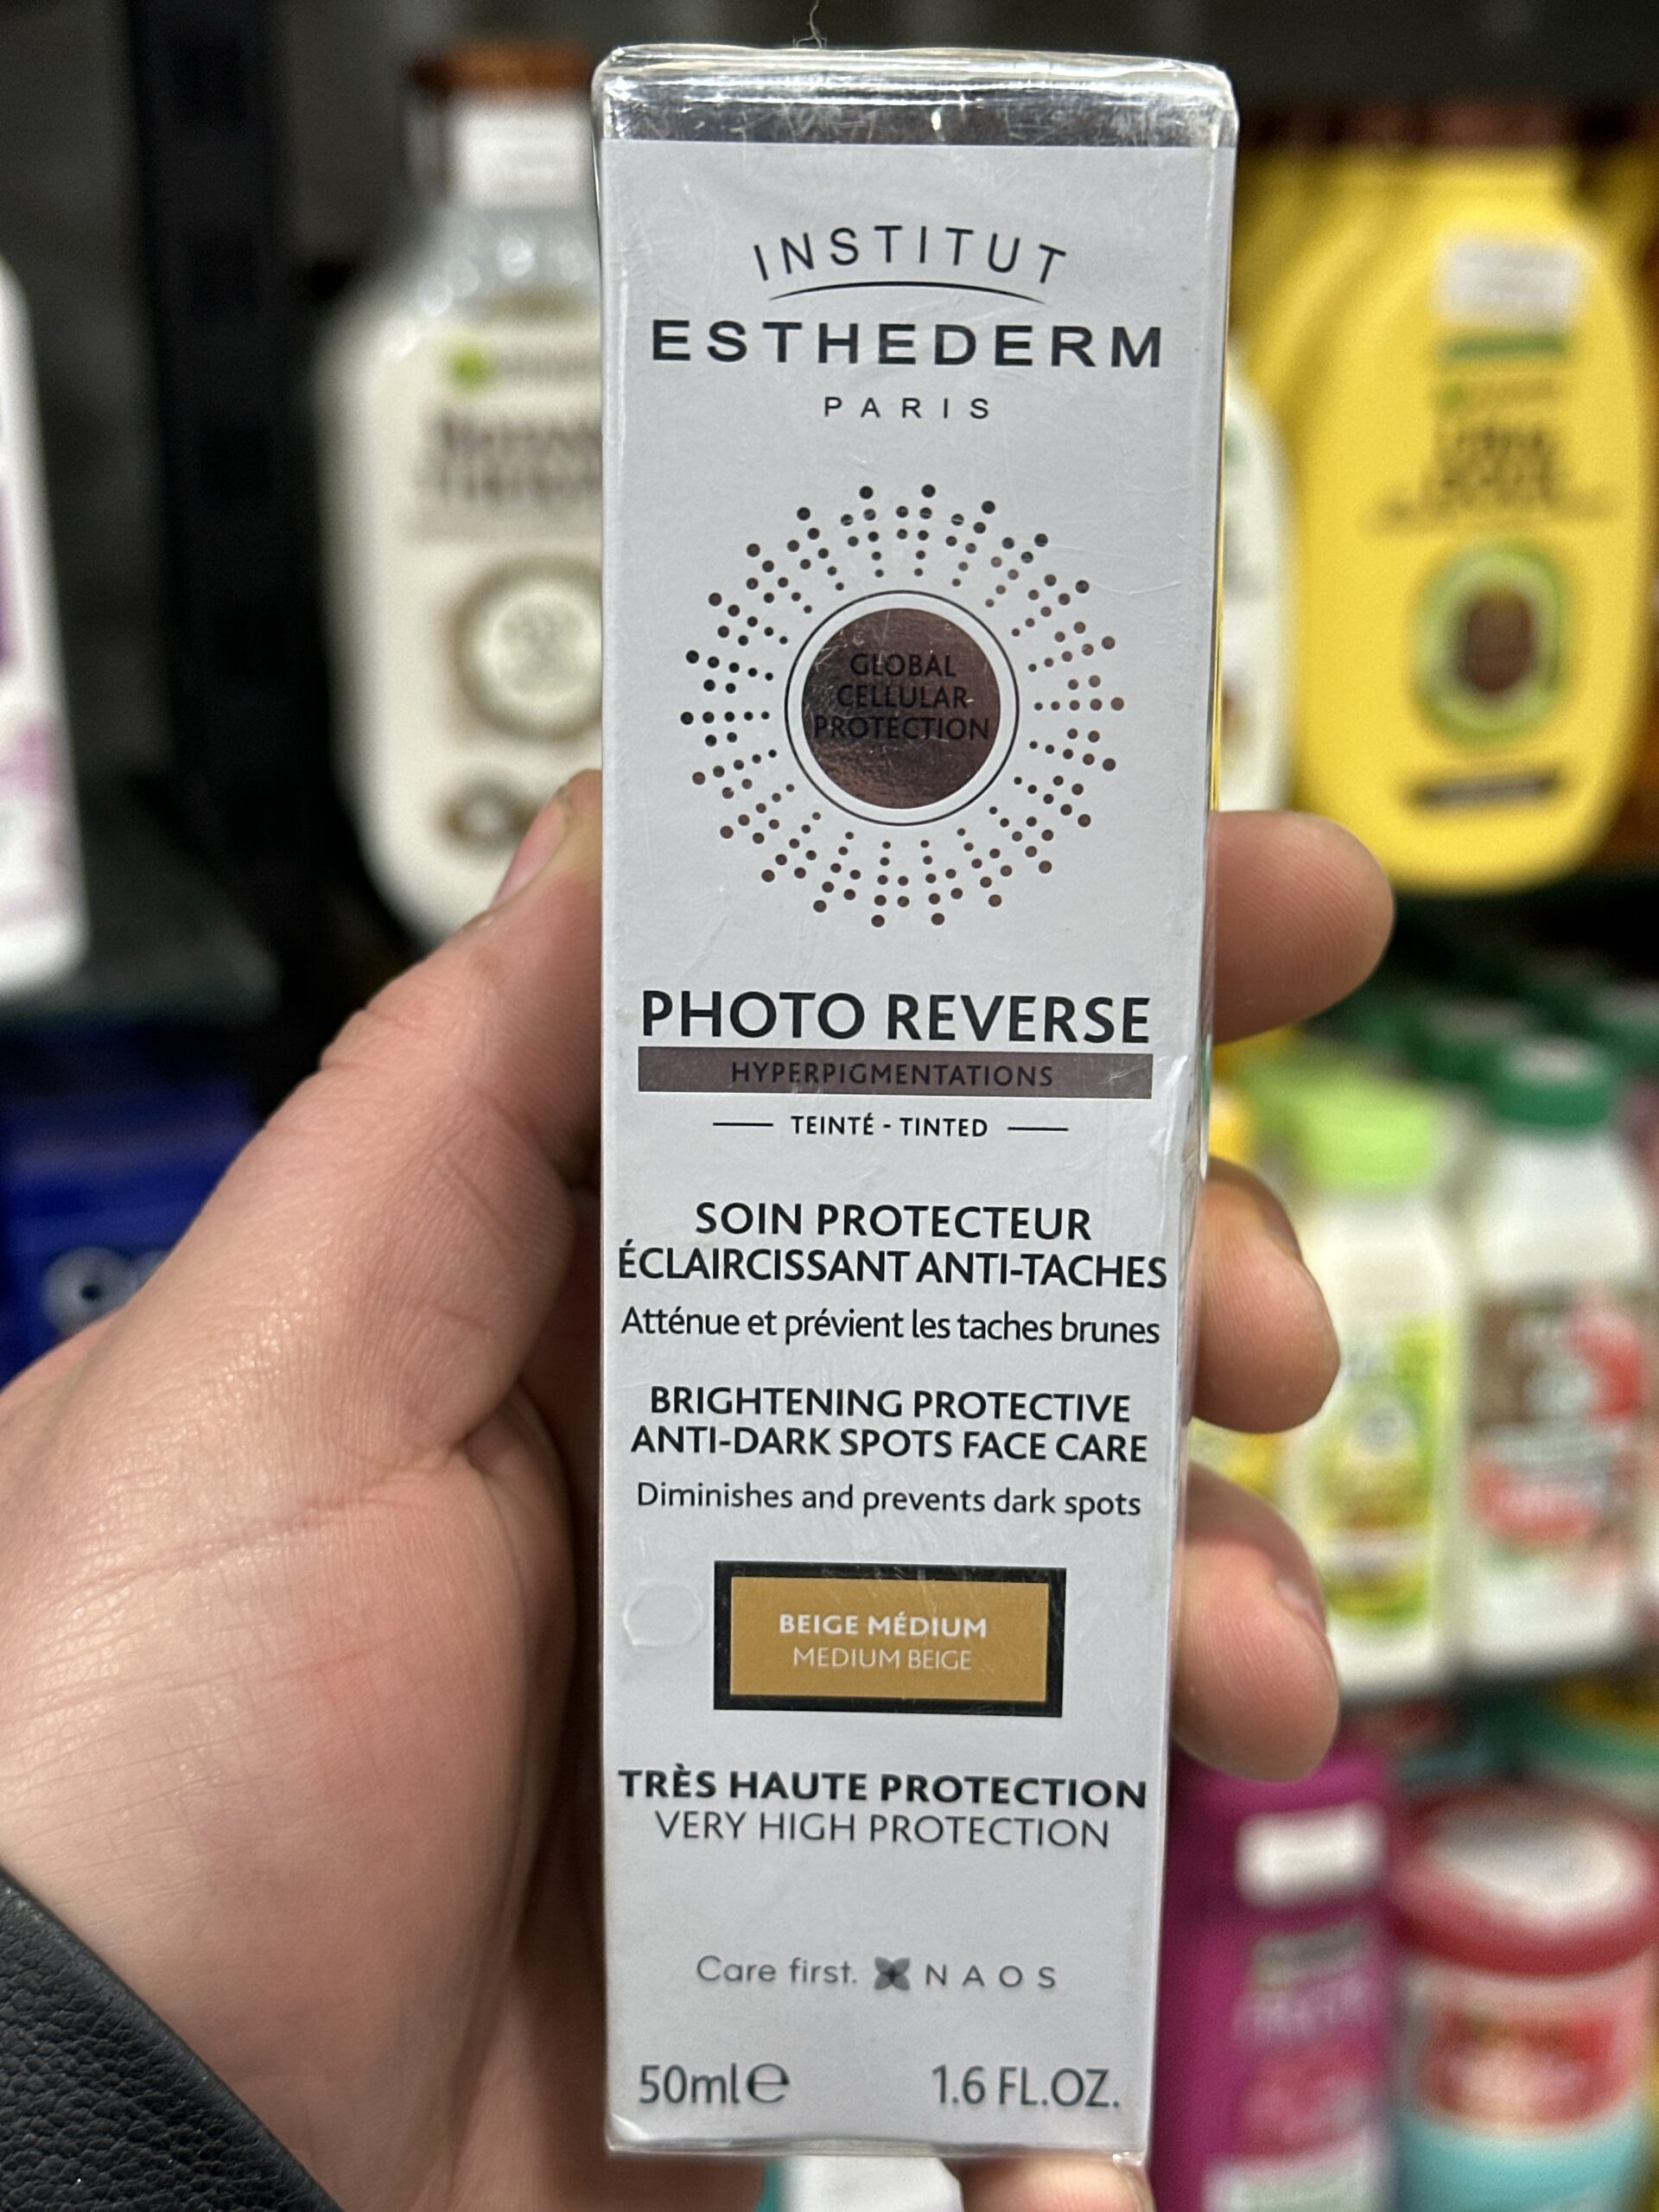 INSTITUT
ESTHEDERM
PARIS
GLOBAL
CELLULAR
PROTECTION
PHOTO REVERSE
HYPERPIGMENTATIONS
TEINTÉ - TINTED
SOIN PROTECTEUR
ÉCLAIRCISSANT ANTI-TACHES
Atténue et prévient les taches brunes
BRIGHTENING PROTECTIVE
ANTI-DARK SPOTS FACE CARE
Diminishes and prevents dark spots
BEIGE MÉDIUM
MEDIUM BEIGE
TRÈS HAUTE PROTECTION
VERY HIGH PROTECTION
Care first. NAOS
50ml℮ 1.6 FL.OZ.